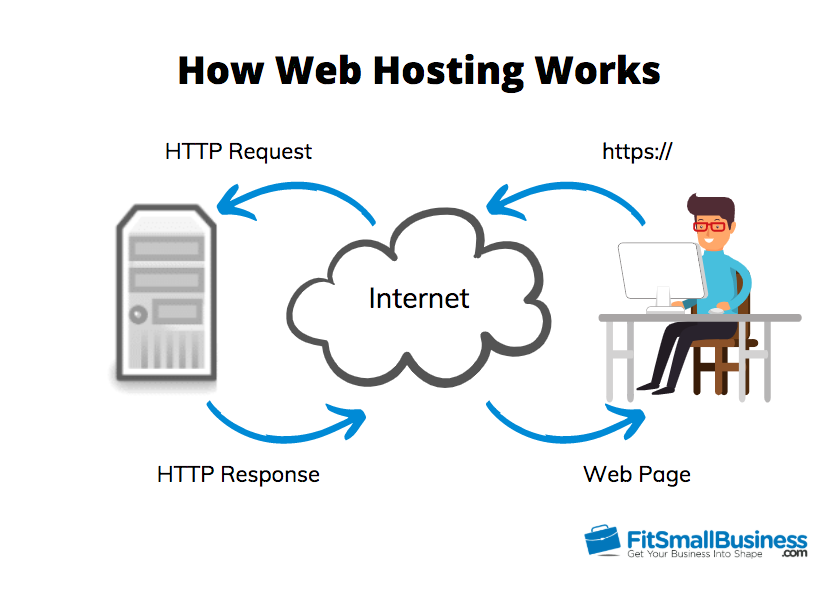 How Web Hosting Works
HTTP Request
https://
Internet
HTTP Response
Web Page
FitSmallBusiness
Get Your Business Into Shape
.com